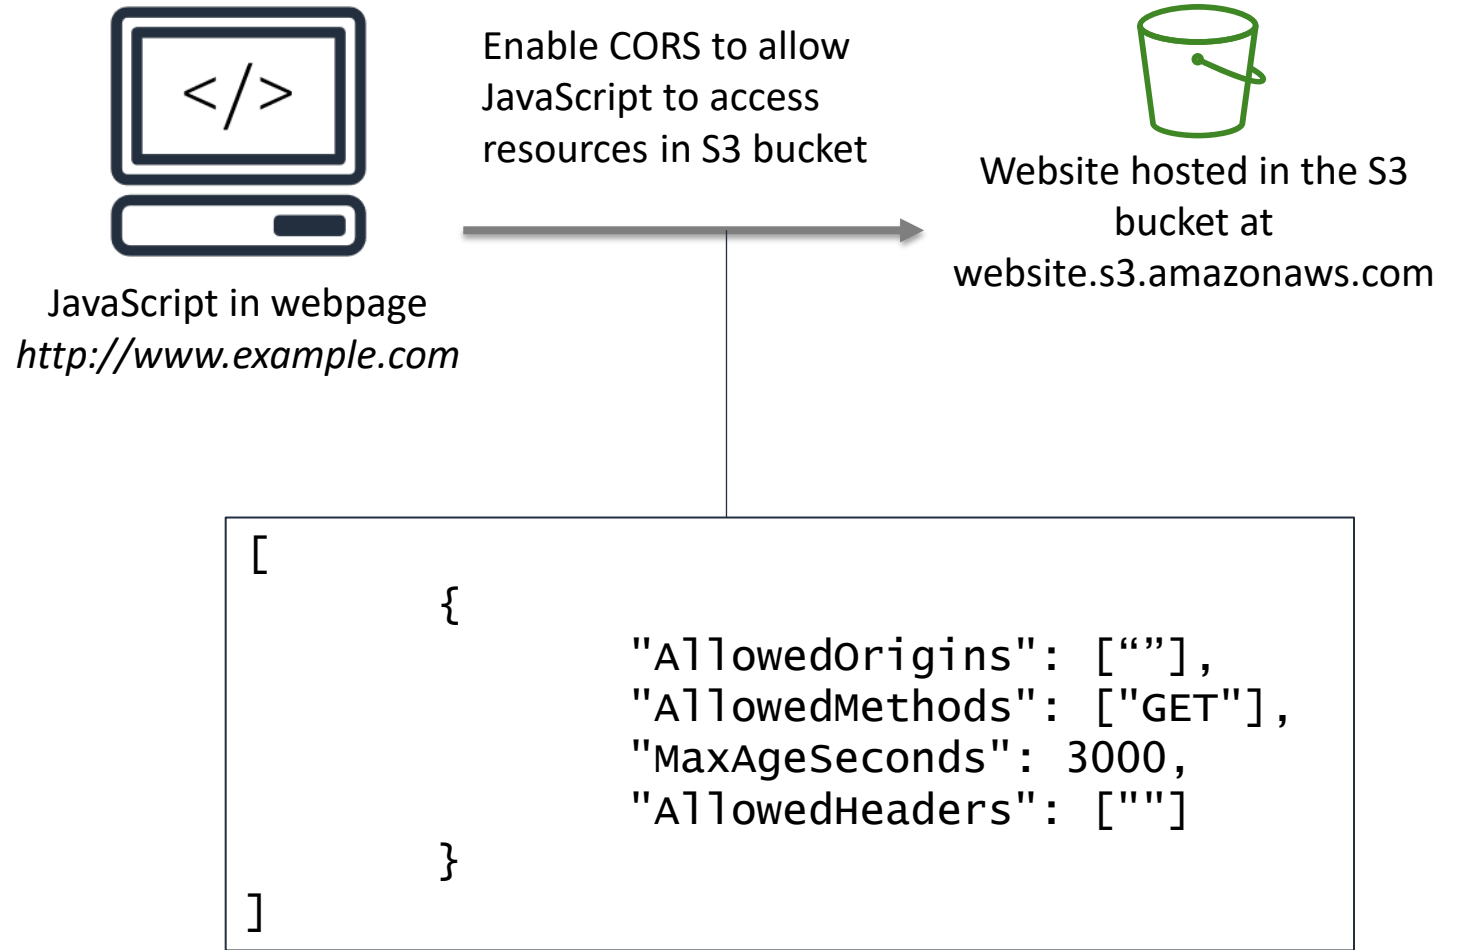 </>
Enable CORS to allow
JavaScript to access
resources in S3 bucket
Website hosted in the S3
bucket at
website.s3.amazonaws.com
JavaScript in webpage
http://www.example.com
[
{
"AllowedOrigins": [“”],
"AllowedMethods": ["GET"],
"MaxAgeSeconds": 3000,
"AllowedHeaders": [""]
}
]